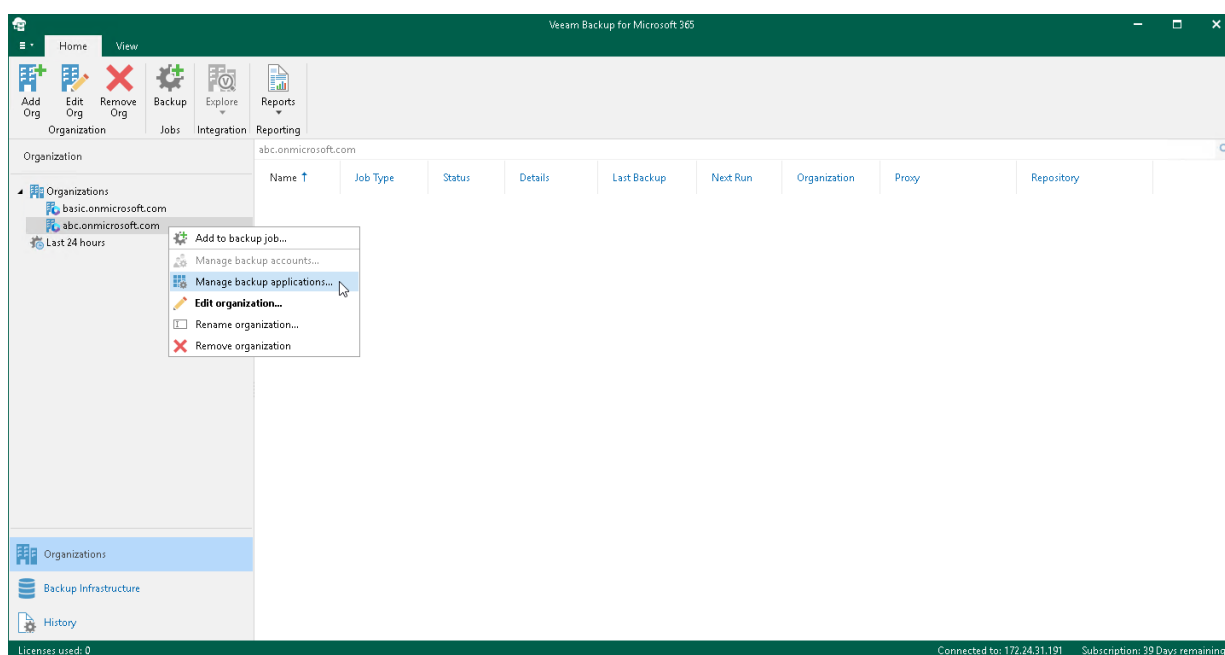 Veeam Backup for Microsoft 365
Home View
Add Org Edit Org Remove Org Backup Explore Reports
Organization Jobs Integration Reporting
Organization
abc.onmicrosoft.com
Name Job Type Status Details Last Backup Next Run Organization Proxy Repository
Organizations
basic.onmicrosoft.com
abc.onmicrosoft.com
Last 24 hours
Add to backup job...
Manage backup accounts...
Manage backup applications...
Edit organization...
Rename organization...
Remove organization
Organizations
Backup Infrastructure
History
Licenses used: 0 Connected to: 172.24.31.191 Subscription: 39 Days remaining